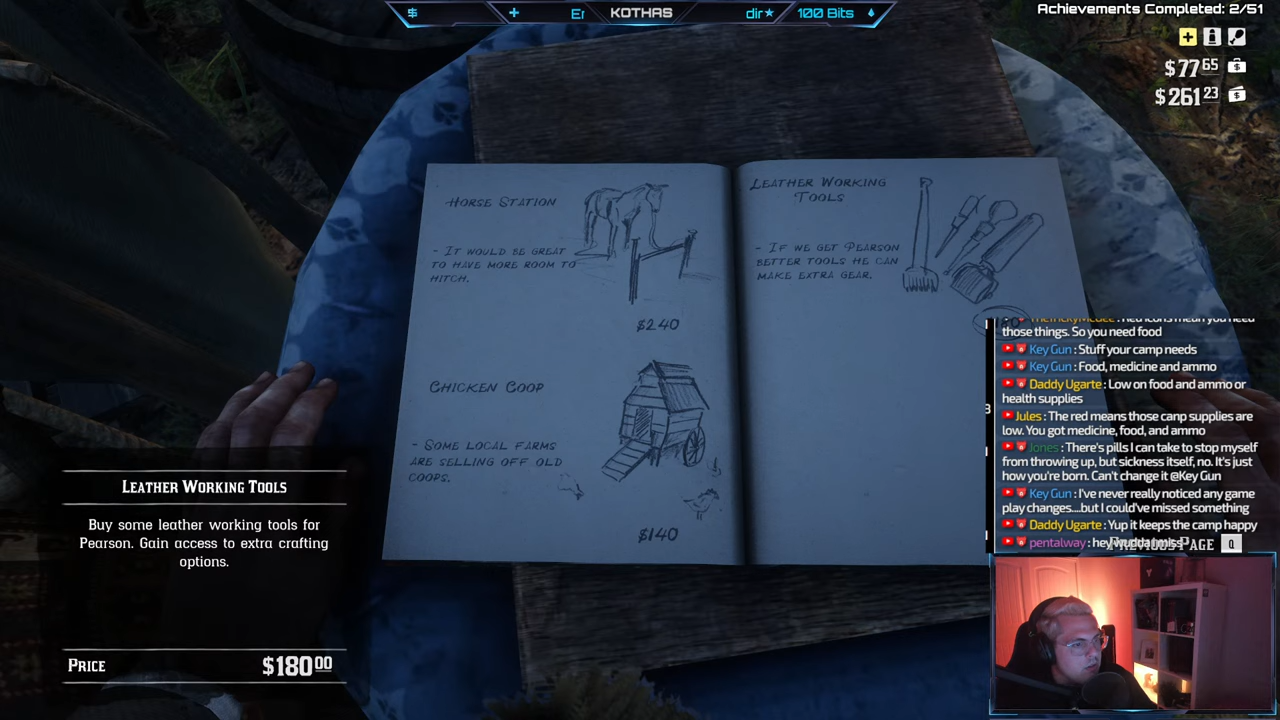 Achievements Completed: 2/51
Er
KOTHAS
dir★
100 Bits
$77 65
$261 23
HORSE STATION
- IT WOULD BE GREAT
TO HAVE MORE ROOM TO
HITCH.
$240
CHICKEN COOP
- SOME LOCAL FARMS
ARE SELLING OFF OLD
COOPS.
$140
LEATHER WORKING
TOOLS
- IF WE GET PEARSON
BETTER TOOLS HE CAN
MAKE EXTRA GEAR.
LEATHER WORKING TOOLS
Buy some leather working tools for
Pearson. Gain access to extra crafting
options.
PRICE
$180 00
those things. So you need food
Key Gun : Stuff your camp needs
Key Gun : Food, medicine and ammo
Daddy Ugarte : Low on food and ammo or
health supplies
Jules : The red means those canp supplies are
low. You got medicine, food, and ammo
Jones : There's pills I can take to stop myself
from throwing up, but sickness itself, no. It's just
how you're born. Can't change it @Key Gun
Key Gun : I've never really noticed any game
play changes....but I could've missed something
Daddy Ugarte : Yup it keeps the camp happy
pentalway : hey
PREVIOUS PAGE
Q